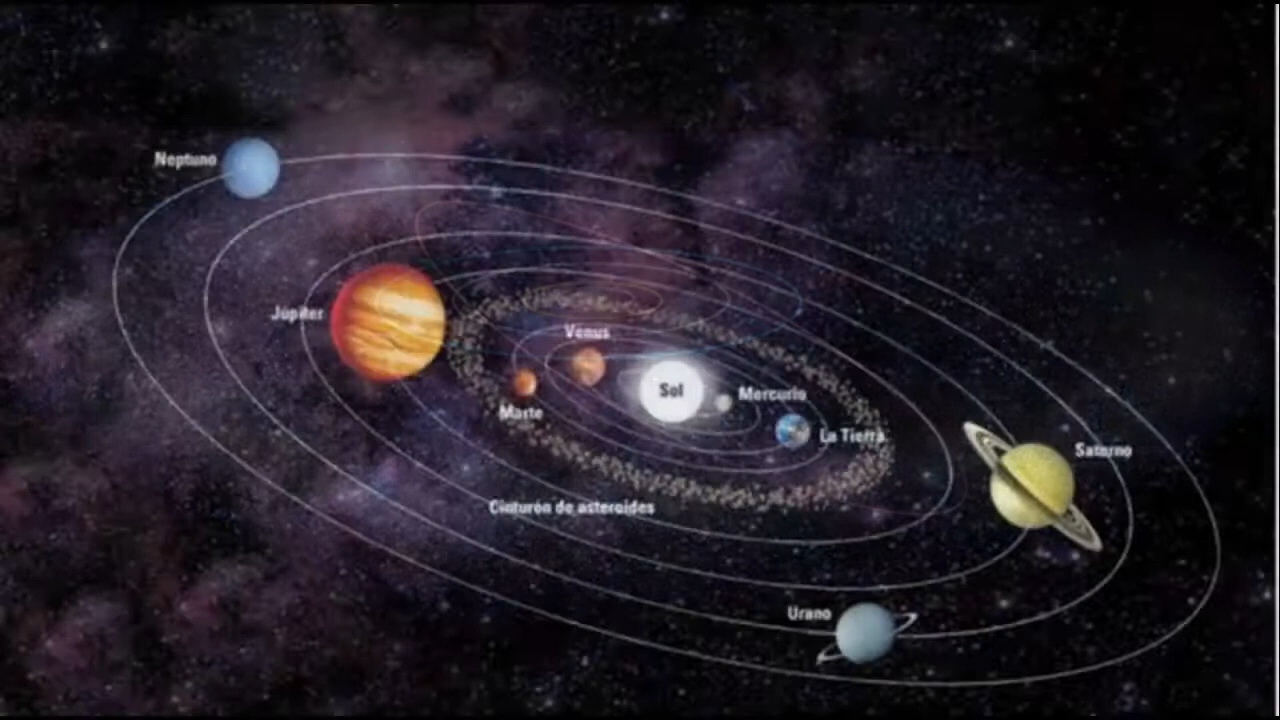 Neptuno
Júpiter
Venus
Sol
Mercurio
Marte
La Tierra
Saturno
Cinturón de asteroides
Urano